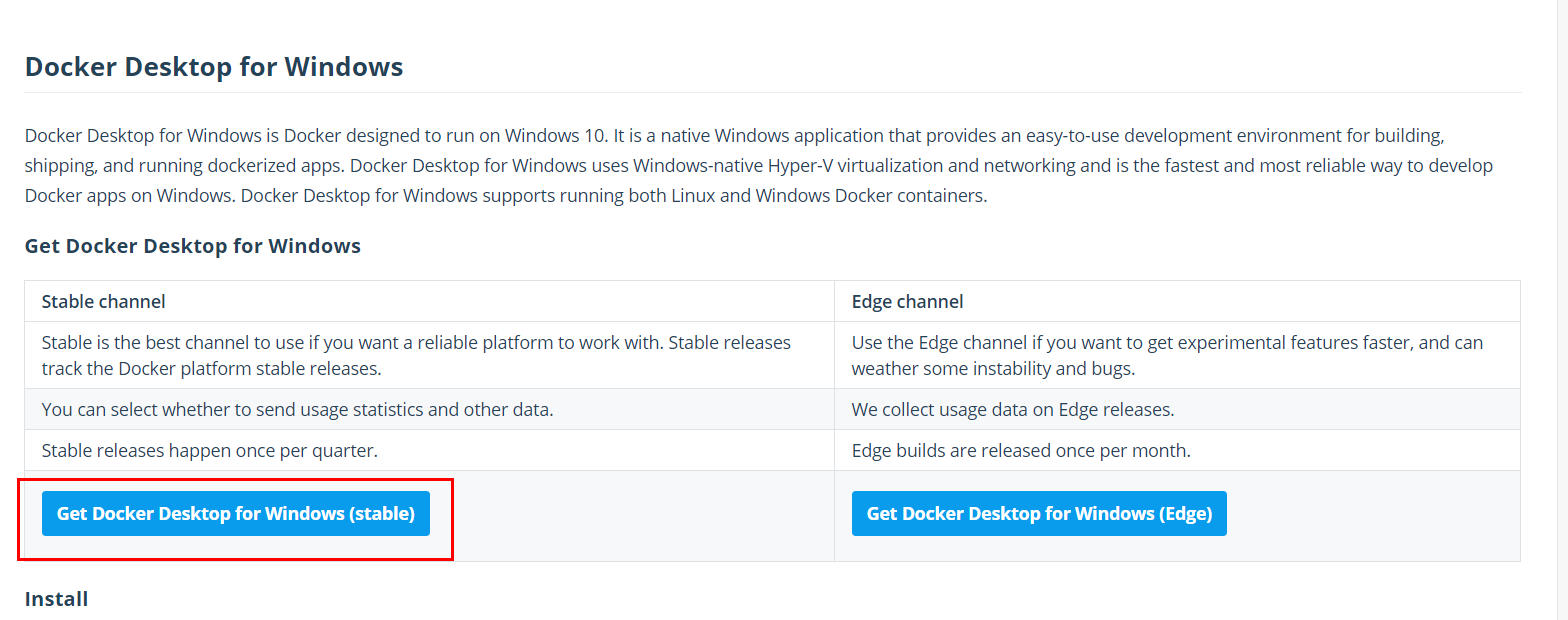 Docker Desktop for Windows
Docker Desktop for Windows is Docker designed to run on Windows 10. It is a native Windows application that provides an easy-to-use development environment for building,
shipping, and running dockerized apps. Docker Desktop for Windows uses Windows-native Hyper-V virtualization and networking and is the fastest and most reliable way to develop
Docker apps on Windows. Docker Desktop for Windows supports running both Linux and Windows Docker containers.
Get Docker Desktop for Windows
Stable channel
Edge channel
Stable is the best channel to use if you want a reliable platform to work with. Stable releases
track the Docker platform stable releases.
Use the Edge channel if you want to get experimental features faster, and can
weather some instability and bugs.
You can select whether to send usage statistics and other data.
We collect usage data on Edge releases.
Stable releases happen once per quarter.
Edge builds are released once per month.
Get Docker Desktop for Windows (stable)
Get Docker Desktop for Windows (Edge)
Install